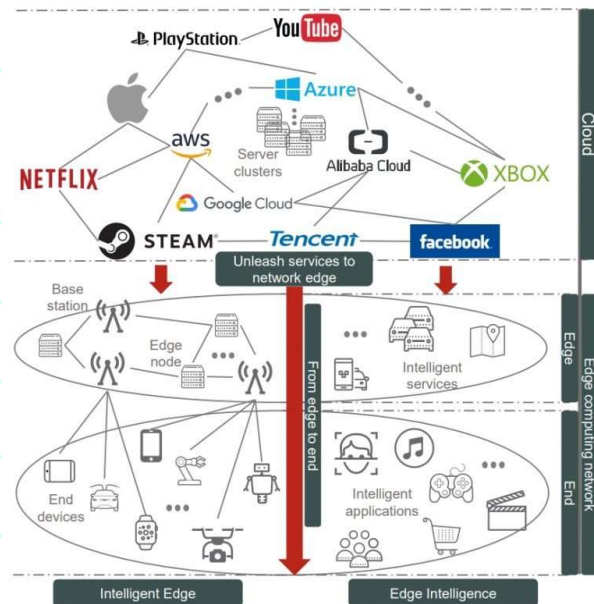 PlayStation.
YouTube
Azure
aws
Server
clusters
Alibaba Cloud
NETFLIX
XBOX
Google Cloud
STEAM®
Tencent
facebook.
Cloud
Unleash services to
network edge
Base
station
Edge
node
From edge to end
Intelligent
services
Edge
Edge computing network
End
devices
Intelligent
applications
End
Intelligent Edge
Edge Intelligence